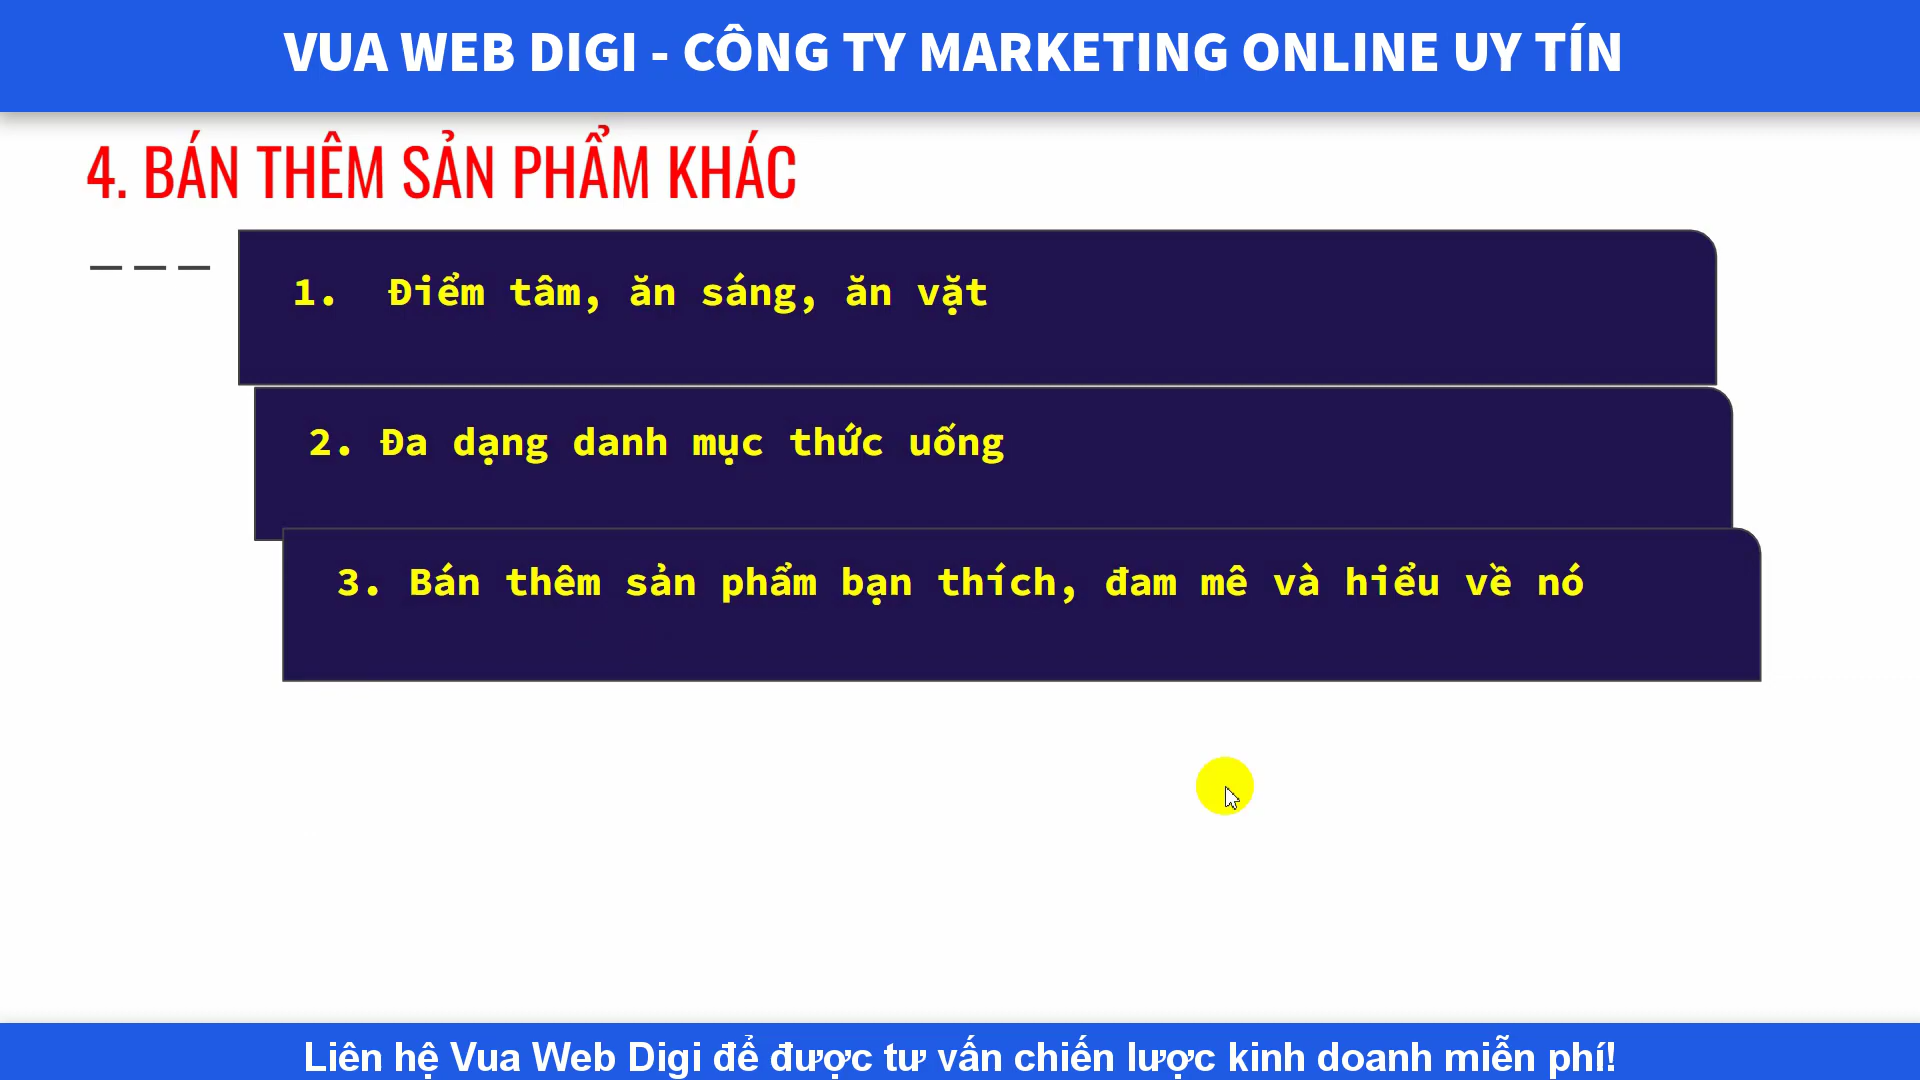 VUA WEB DIGI - CÔNG TY MARKETING ONLINE UY TÍN
4. BÁN THÊM SẢN PHẨM KHÁC
1. Điểm tâm, ăn sáng, ăn vặt
2. Đa dạng danh mục thức uống
3. Bán thêm sản phẩm bạn thích, đam mê và hiểu về nó
Liên hệ Vua Web Digi để được tư vấn chiến lược kinh doanh miễn phí!